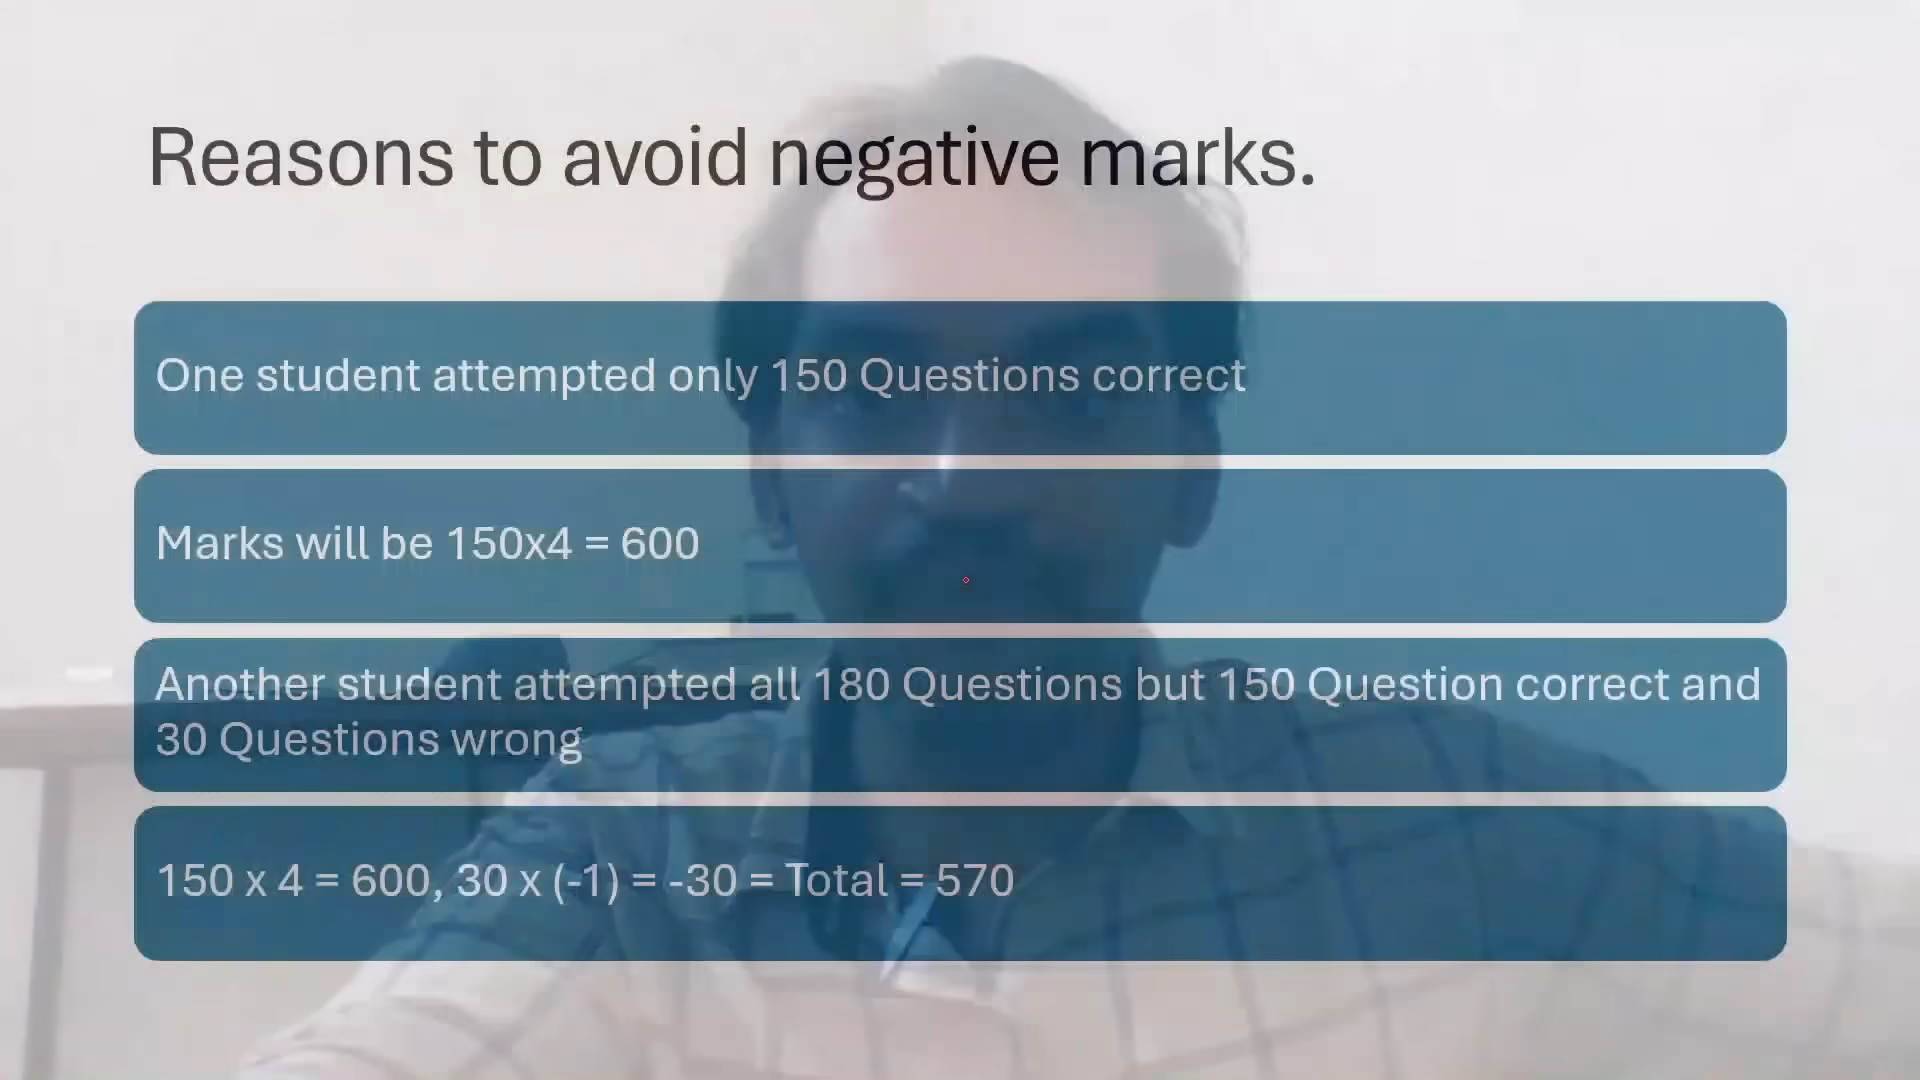 Reasons to avoid negative marks.
One student attempted only 150 Questions correct
Marks will be 150x4 = 600
Another student attempted all 180 Questions but 150 Question correct and
30 Questions wrong
150 x 4 = 600, 30 x (-1) = -30 = Total = 570